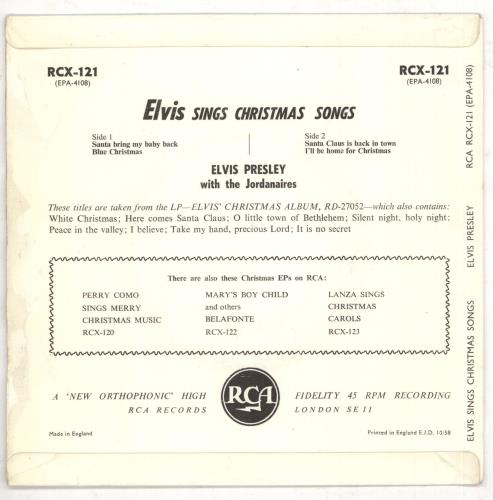 RCX-121
(EPA-4108)
RCX-121
(EPA-4108)
Elvis SINGS CHRISTMAS SONGS
Side 1
Santa bring my baby back
Blue Christmas
Side 2
Santa Claus is back in town
I'll be home for Christmas
ELVIS PRESLEY
with the Jordanaires
These titles are taken from the LP—ELVIS' CHRISTMAS ALBUM, RD-27052—which also contains:
White Christmas; Here comes Santa Claus; O little town of Bethlehem; Silent night, holy night;
Peace in the valley; I believe; Take my hand, precious Lord; It is no secret
There are also these Christmas EPs on RCA:
PERRY COMO
SINGS MERRY
CHRISTMAS MUSIC
RCX-120
MARY'S BOY CHILD
and others
BELAFONTE
RCX-122
LANZA SINGS
CHRISTMAS
CAROLS
RCX-123
A 'NEW ORTHOPHONIC' HIGH FIDELITY 45 RPM RECORDING
RCA RECORDS LONDON SE11
RCA
Made in England
Printed in England E.J.D. 10/58
ELVIS SINGS CHRISTMAS SONGS ELVIS PRESLEY RCA RCX-121 (EPA-4108)